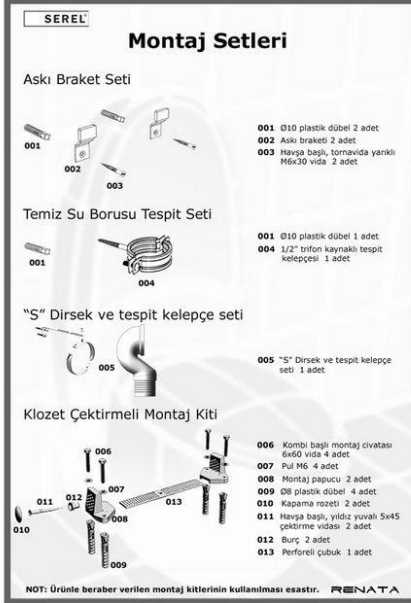 SEREL
Montaj Setleri
Askı Braket Seti
001
002
003
001 Ø10 plastik dübel 2 adet
002 Askı braketi 2 adet
003 Havşa başlı, tornavida yarıklı
M6x30 vida 2 adet
Temiz Su Borusu Tespit Seti
001
004
001 Ø10 plastik dübel 1 adet
004 1/2" trifon kaynaklı tespit
kelepçesi 1 adet
"S" Dirsek ve tespit kelepçe seti
005
005 "S" Dirsek ve tespit kelepçe
seti 1 adet
Klozet Çektirmeli Montaj Kiti
006
007
008
009
010
011
012
013
006 Kombi başlı montaj civatası
6x60 vida 4 adet
007 Pul M6 4 adet
008 Montaj papucu 2 adet
009 Ø8 plastik dübel 4 adet
010 Kapama rozeti 2 adet
011 Havşa başlı, yıldız yuvalı 5x45
çektirme vidası 2 adet
012 Burç 2 adet
013 Perforeli çubuk 1 adet
NOT: Ürünle beraber verilen montaj kitlerinin kullanılması esastır. RENATA